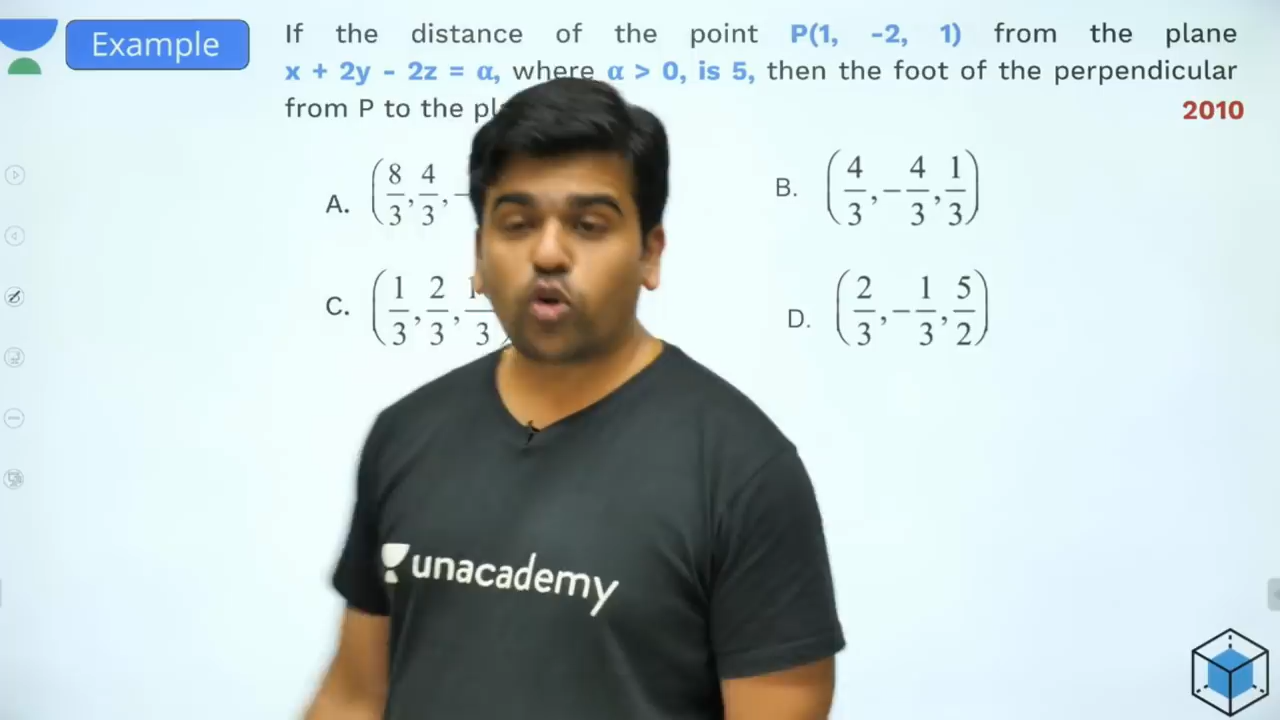 Example
If the distance of the point P(1, -2, 1) from the plane
x + 2y - 2z = α, where α > 0, is 5, then the foot of the perpendicular
from P to the
2010
A. (8/3, 4/3, -
B. (4/3, -4/3, 1/3)
C. (1/3, 2/3, /3
D. (2/3, -1/3, 5/2)
unacademy